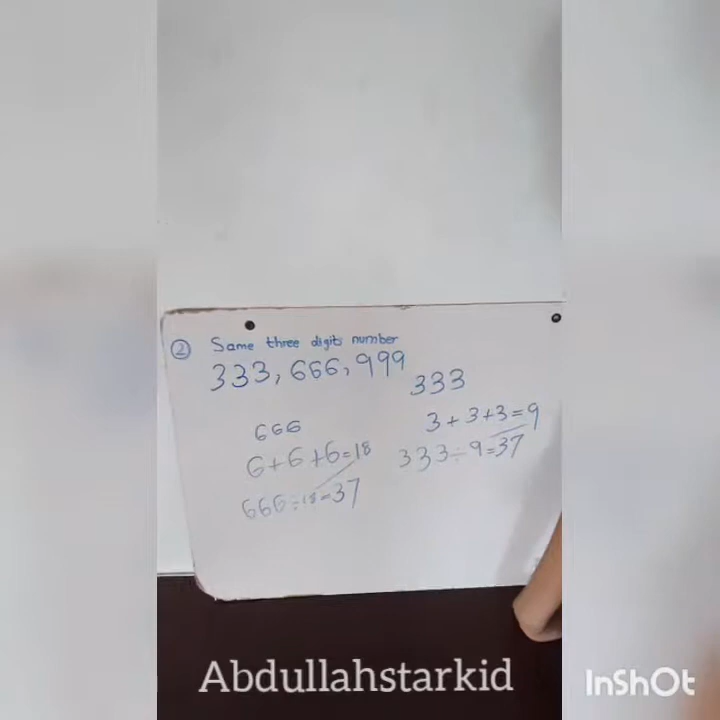 ② Same three digits number
333, 666, 999
666
6+6+6=18
666÷18=37
333
3+3+3=9
333÷9=37
Abdullahstarkid
InShOt